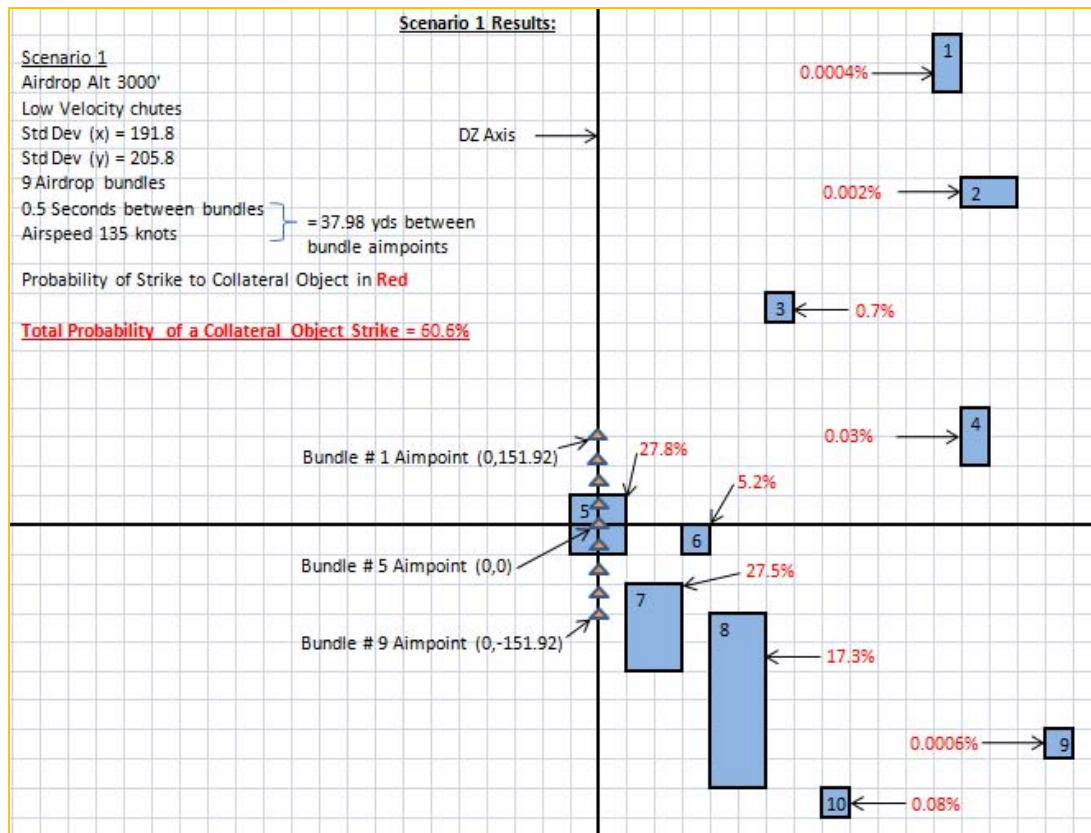 Scenario 1 Results:
Scenario 1
Airdrop Alt 3000'
Low Velocity chutes
Std Dev (x) = 191.8
Std Dev (y) = 205.8
9 Airdrop bundles
0.5 Seconds between bundles
Airspeed 135 knots
= 37.98 yds between
bundle aimpoints
Probability of Strike to Collateral Object in Red
Total Probability of a Collateral Object Strike = 60.6%
DZ Axis
1
0.0004%
2
0.002%
3
0.7%
4
0.03%
Bundle # 1 Aimpoint (0,151.92)
27.8%
5
5.2%
6
Bundle # 5 Aimpoint (0,0)
27.5%
7
8
Bundle # 9 Aimpoint (0,-151.92)
17.3%
0.0006%
9
10
0.08%